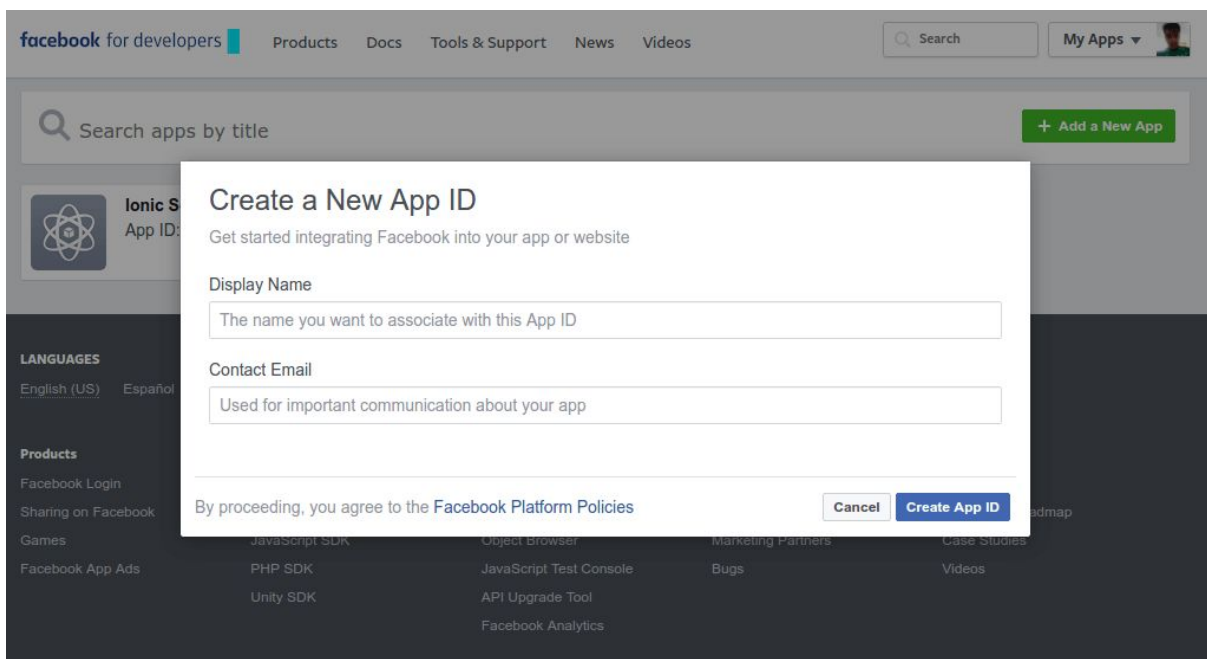 facebook for developers Products Docs Tools & Support News Videos Search My Apps
Search apps by title + Add a New App
Ionic S
App ID:
Create a New App ID
Get started integrating Facebook into your app or website
Display Name
The name you want to associate with this App ID
Contact Email
Used for important communication about your app
By proceeding, you agree to the Facebook Platform Policies Cancel Create App ID
LANGUAGES
English (US) Español
Products
Facebook Login
Sharing on Facebook admap
Games JavaScript SDK Object Browser Marketing Partners Case Studies
Facebook App Ads PHP SDK JavaScript Test Console Bugs Videos
Unity SDK API Upgrade Tool
Facebook Analytics